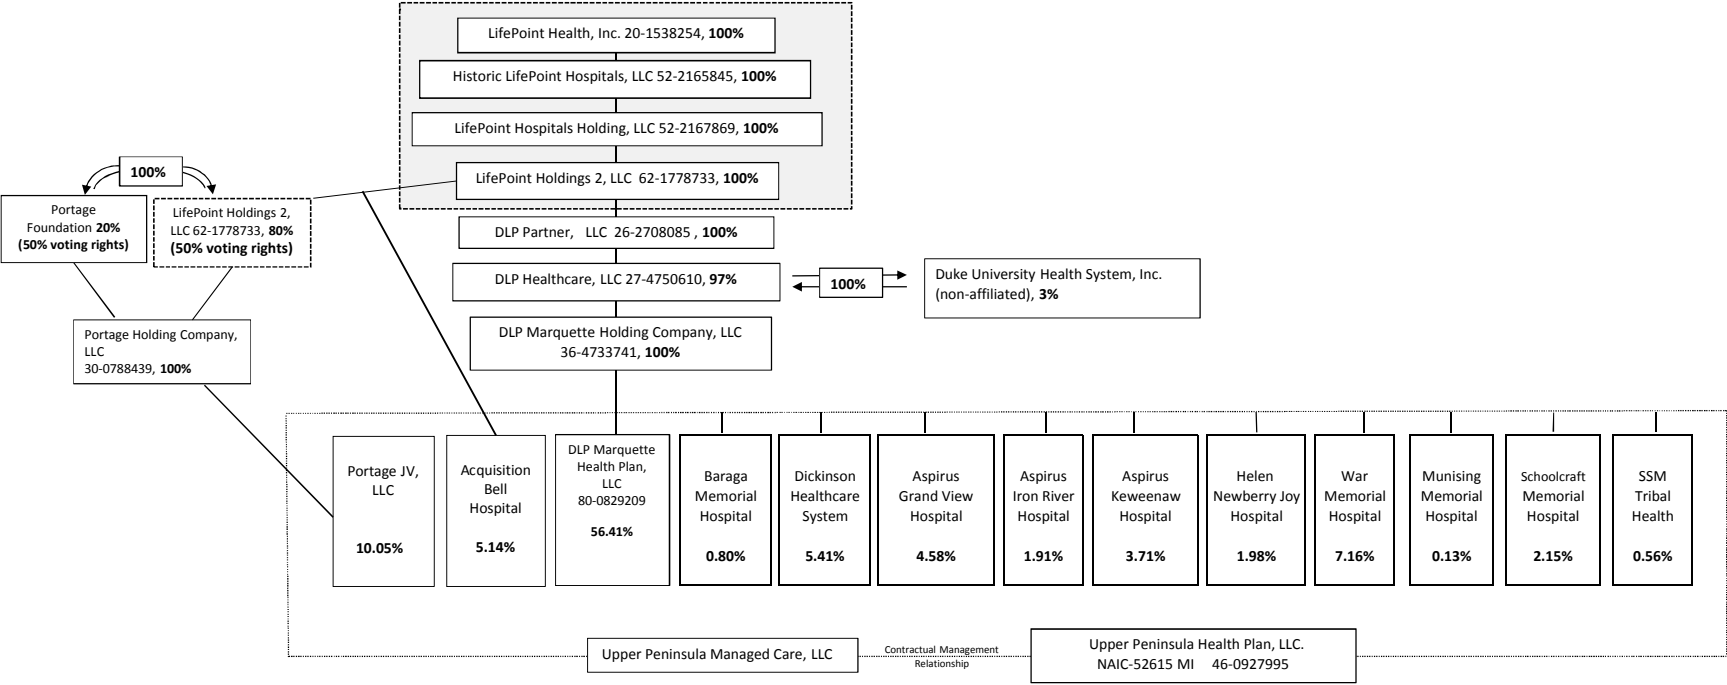 LifePoint Health, Inc. 20-1538254, 100%
Historic LifePoint Hospitals, LLC 52-2165845, 100%
LifePoint Hospitals Holding, LLC 52-2167869, 100%
LifePoint Holdings 2, LLC 62-1778733, 100%
100%
Portage
Foundation 20%
(50% voting rights)
LifePoint Holdings 2,
LLC 62-1778733, 80%
(50% voting rights)
DLP Partner, LLC 26-2708085 , 100%
DLP Healthcare, LLC 27-4750610, 97%
100%
Duke University Health System, Inc.
(non-affiliated), 3%
Portage Holding Company,
LLC
30-0788439, 100%
DLP Marquette Holding Company, LLC
36-4733741, 100%
Portage JV,
LLC
10.05%
Acquisition
Bell
Hospital
5.14%
DLP Marquette
Health Plan,
LLC
80-0829209
56.41%
Baraga
Memorial
Hospital
0.80%
Dickinson
Healthcare
System
5.41%
Aspirus
Grand View
Hospital
4.58%
Aspirus
Iron River
Hospital
1.91%
Aspirus
Keweenaw
Hospital
3.71%
Helen
Newberry Joy
Hospital
1.98%
War
Memorial
Hospital
7.16%
Munising
Memorial
Hospital
0.13%
Schoolcraft
Memorial
Hospital
2.15%
SSM
Tribal
Health
0.56%
Upper Peninsula Managed Care, LLC
Contractual Management
Relationship
Upper Peninsula Health Plan, LLC.
NAIC-52615 MI 46-0927995